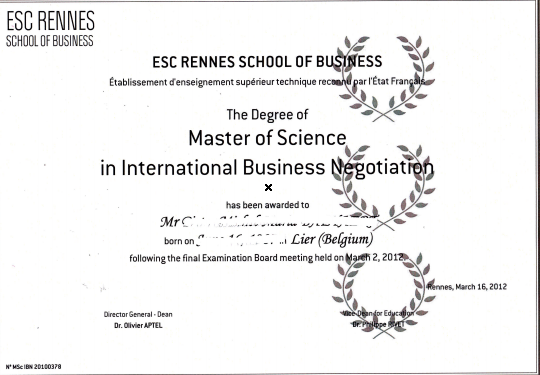 ESC RENNES
SCHOOL OF BUSINESS
ESC RENNES SCHOOL OF BUSINESS
Établissement d'enseignement supérieur technique reconnu par l'État Français
The Degree of
Master of Science
in International Business Negotiation
has been awarded to
Mr
born on Lier (Belgium)
following the final Examination Board meeting held on March 2, 2012.
Rennes, March 16, 2012
Director General - Dean
Dr. Olivier APTEL
Vice Dean for Education
Dr. Philippe RIVET
N° MSc IBN 20100378